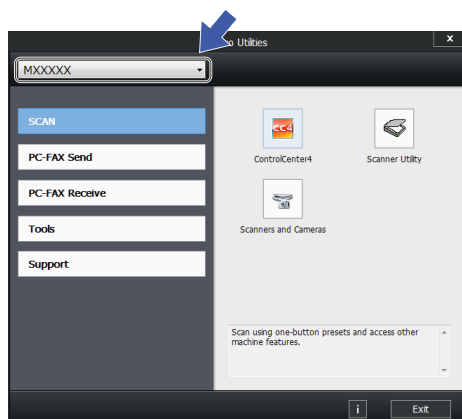 Utilities
MXXXXX
SCAN
PC-FAX Send
PC-FAX Receive
Tools
Support
CC4
ControlCenter4
Scanner Utility
Scanners and Cameras
Scan using one-button presets and access other
machine features.
i
Exit
x